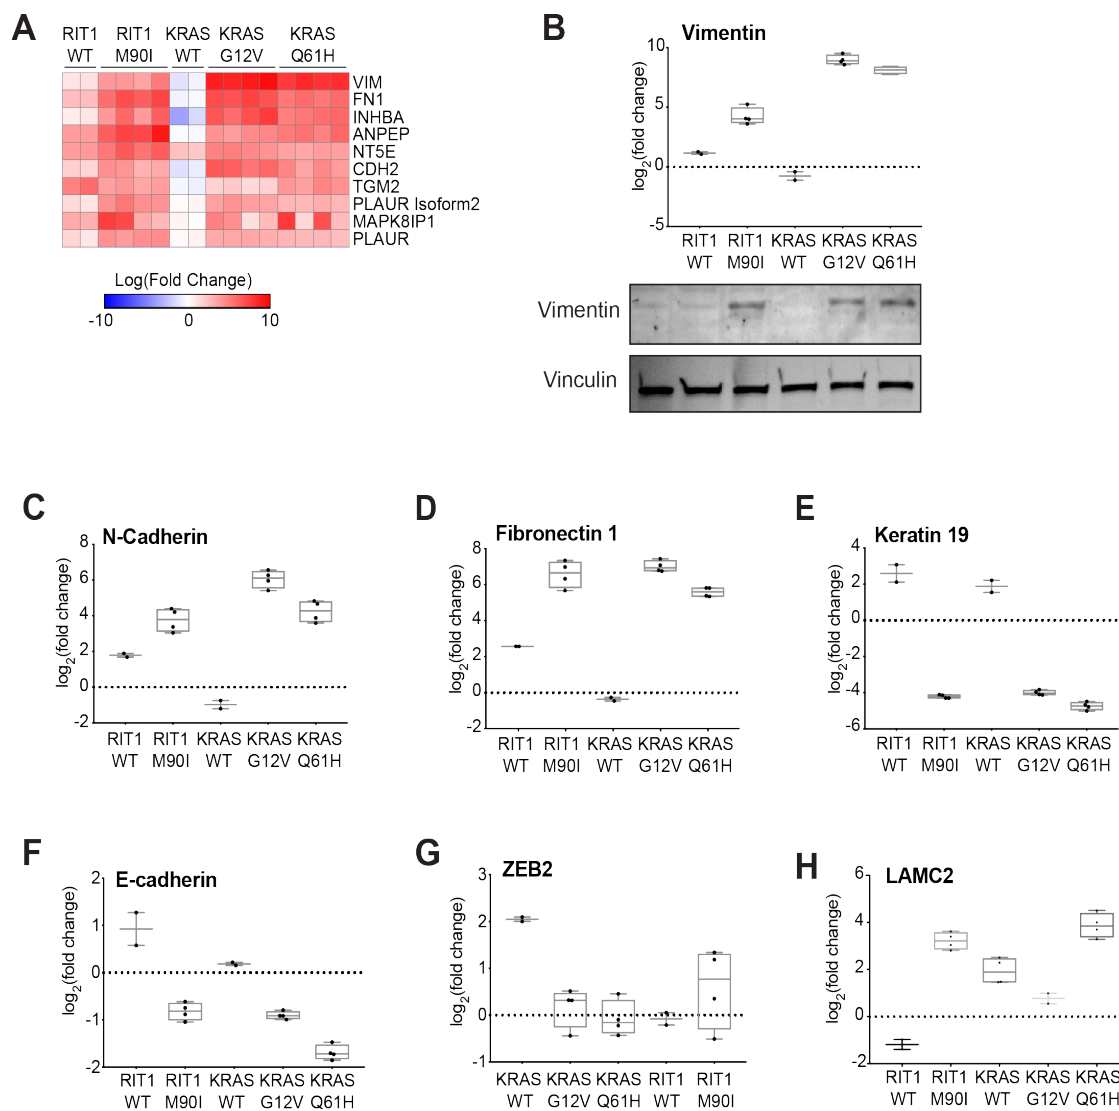 A
RIT1 RIT1 KRAS KRAS KRAS
WT M90I WT G12V Q61H
VIM
FN1
INHBA
ANPEP
NT5E
CDH2
TGM2
PLAUR Isoform2
MAPK8IP1
PLAUR
Log(Fold Change)
-10 0 10
B
Vimentin
log2(fold change)
10
5
0
-5
RIT1 RIT1 KRAS KRAS KRAS
WT M90I WT G12V Q61H
Vimentin
Vinculin
C
N-Cadherin
log2(fold change)
8
6
4
2
0
-2
RIT1 RIT1 KRAS KRAS KRAS
WT M90I WT G12V Q61H
D
Fibronectin 1
log2(fold change)
8
6
4
2
0
-2
RIT1 RIT1 KRAS KRAS KRAS
WT M90I WT G12V Q61H
E
Keratin 19
log2(fold change)
4
2
0
-2
-4
-6
RIT1 RIT1 KRAS KRAS KRAS
WT M90I WT G12V Q61H
F
E-cadherin
log2(fold change)
2
1
0
-1
-2
RIT1 RIT1 KRAS KRAS KRAS
WT M90I WT G12V Q61H
G
ZEB2
log2(fold change)
3
2
1
0
-1
KRAS KRAS KRAS RIT1 RIT1
WT G12V Q61H WT M90I
H
LAMC2
log2(fold change)
6
4
2
0
-2
RIT1 RIT1 KRAS KRAS KRAS
WT M90I WT G12V Q61H